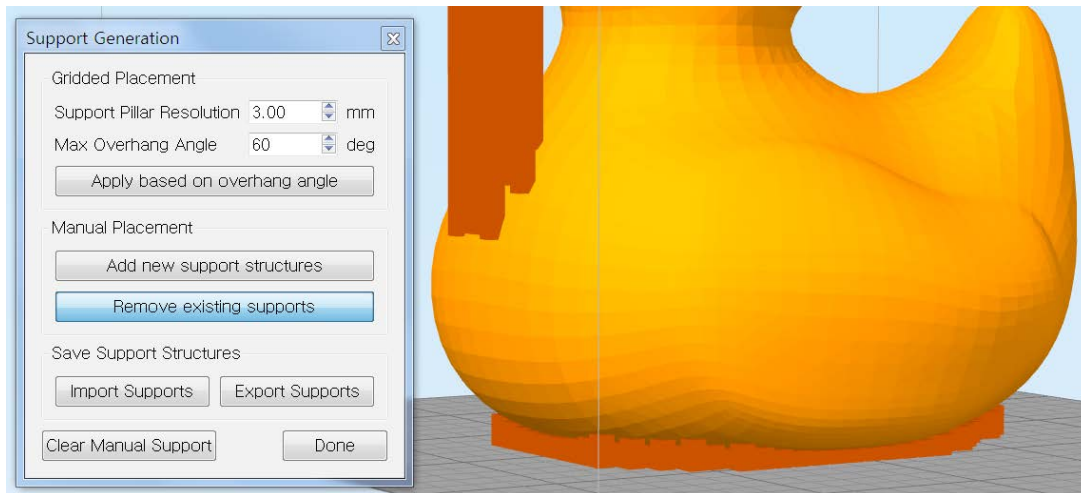 Support Generation
Gridded Placement
Support Pillar Resolution 3.00 mm
Max Overhang Angle 60 deg
Apply based on overhang angle
Manual Placement
Add new support structures
Remove existing supports
Save Support Structures
Import Supports Export Supports
Clear Manual Support Done